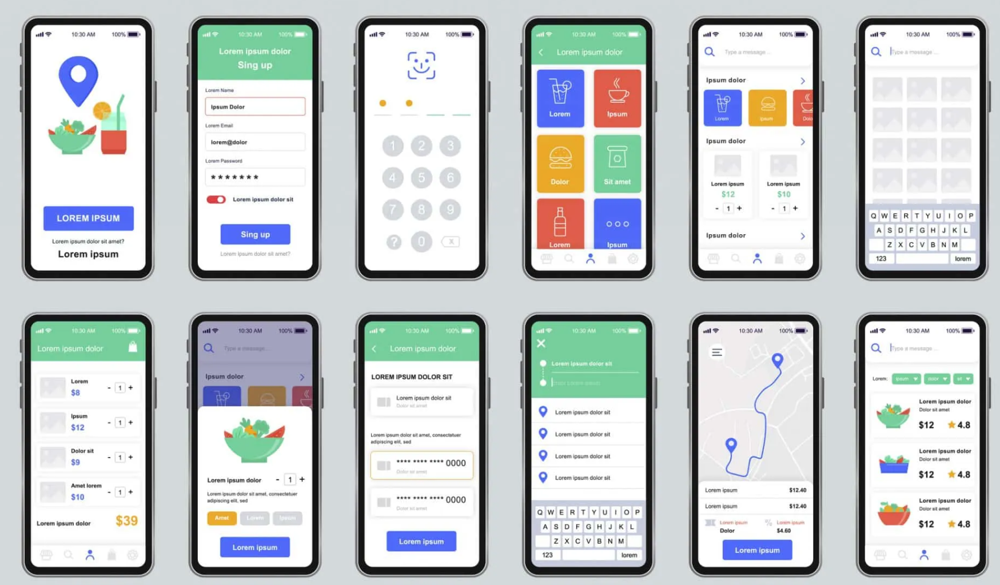 10:30 AM 100%
LOREM IPSUM
Lorem ipsum dolor sit amet?
Lorem ipsum
10:30 AM 100%
Lorem ipsum dolor
Sing up
Lorem Name
Ipsum Dolor
Lorem Email
lorem@dolor
Lorem Password
*******
Lorem ipsum dolor sit
Sing up
Lorem ipsum dolor sit amet?
10:30 AM 100%
1 2 3
4 5 6
7 8 9
? 0 X
10:30 AM 100%
Lorem ipsum dolor
Lorem Ipsum
Dolor Sit amet
Lorem Ipsum
10:30 AM 100%
Type a message ...
Ipsum dolor
Lorem Ipsum Dolo
Ipsum dolor
Lorem ipsum Lorem ipsum
$12 $10
- 1 + - 1 +
Ipsum dolor
10:30 AM 100%
Type a message ...
Q W E R T Y U I O P
A S D F G H J K L
Z X C V B N M
123 lorem
10:30 AM 100%
Lorem ipsum dolor
Lorem
$8 - 1 +
Ipsum
$12 - 1 +
Dolor sit
$9 - 1 +
Amet lorem
$10 - 1 +
Lorem ipsum dolor $39
10:30 AM 100%
Type a message...
Ipsum dolor
Lorem ipsum dolor - 1 +
Lorem ipsum dolor sit amet, consectetuer
adipiscing elit, sed
Amet Lorem Ipsum
Lorem ipsum
10:30 AM 100%
Lorem ipsum dolor
LOREM IPSUM DOLOR SIT
Lorem ipsum dolor sit
Dolor sit amet
Lorem ipsum dolor sit amet, consectetuer
adipiscing elit, sed
**** **** **** 0000
Dolor sit amet
**** **** **** 0000
Dolor sit amet
Lorem ipsum
10:30 AM 100%
Lorem ipsum dolor sit
Lorem ipsum dolor sit
Lorem ipsum dolor sit
Lorem ipsum dolor sit
Lorem ipsum dolor sit
Q W E R T Y U I O P
A S D F G H J K L
Z X C V B N M
123 lorem
10:30 AM 100%
Lorem ipsum $12.40
Lorem ipsum $12.40
Lorem ipsum % Lorem ipsum
Dolor $4.60
Lorem ipsum
10:30 AM 100%
Type a message ...
Lorem: ipsum dolor sit
Lorem ipsum dolor
Dolor sit amet
$12 4.8
Lorem ipsum dolor
Dolor sit amet
$12 4.8
Lorem ipsum dolor
Dolor sit amet
$12 4.8